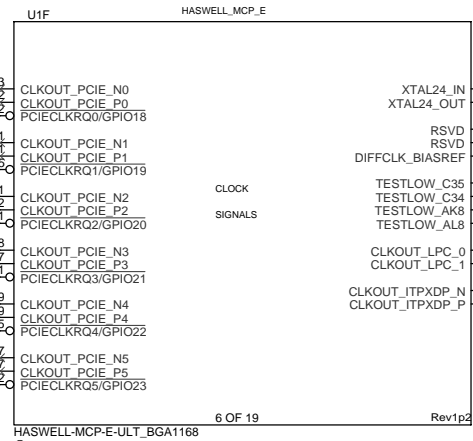 U1F
HASWELL_MCP_E
CLKOUT_PCIE_N0
CLKOUT_PCIE_P0
PCIECLKRQ0/GPIO18
CLKOUT_PCIE_N1
CLKOUT_PCIE_P1
PCIECLKRQ1/GPIO19
CLKOUT_PCIE_N2
CLKOUT_PCIE_P2
PCIECLKRQ2/GPIO20
CLKOUT_PCIE_N3
CLKOUT_PCIE_P3
PCIECLKRQ3/GPIO21
CLKOUT_PCIE_N4
CLKOUT_PCIE_P4
PCIECLKRQ4/GPIO22
CLKOUT_PCIE_N5
CLKOUT_PCIE_P5
PCIECLKRQ5/GPIO23
CLOCK
SIGNALS
XTAL24_IN
XTAL24_OUT
RSVD
RSVD
DIFFCLK_BIASREF
TESTLOW_C35
TESTLOW_C34
TESTLOW_AK8
TESTLOW_AL8
CLKOUT_LPC_0
CLKOUT_LPC_1
CLKOUT_ITPXDP_N
CLKOUT_ITPXDP_P
6 OF 19
Rev1p2
HASWELL-MCP-E-ULT_BGA1168